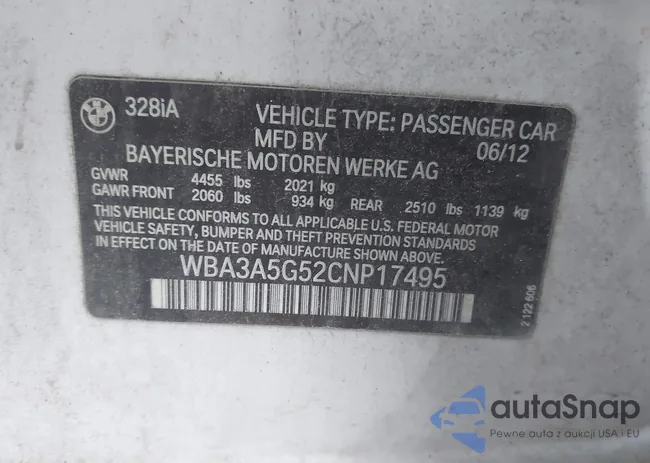 328iA VEHICLE TYPE: PASSENGER CAR
MFD BY 06/12
BAYERISCHE MOTOREN WERKE AG
GVWR 4455 lbs 2021 kg
GAWR FRONT 2060 lbs 934 kg REAR 2510 lbs 1139 kg
THIS VEHICLE CONFORMS TO ALL APPLICABLE U.S. FEDERAL MOTOR
VEHICLE SAFETY, BUMPER AND THEFT PREVENTION STANDARDS
IN EFFECT ON THE DATE OF MANUFACTURE SHOWN ABOVE.
WBA3A5G52CNP17495
2 122 606
autaSnap
Pewne auta z aukcji USA i EU